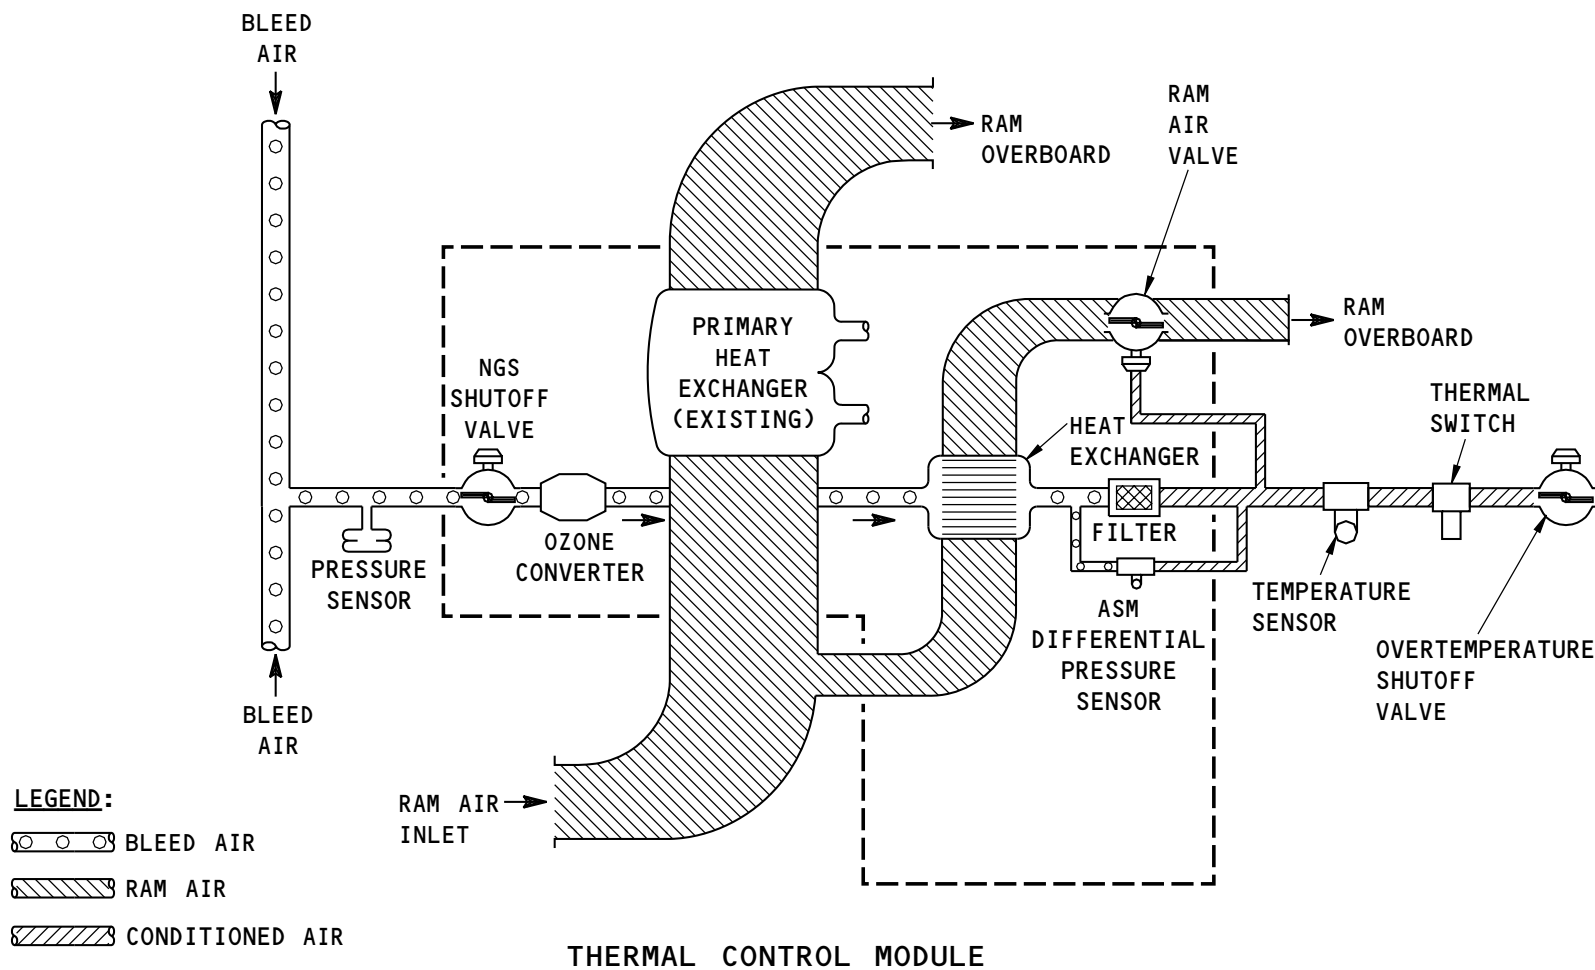 BLEED
AIR
RAM
OVERBOARD
RAM
AIR
VALVE
RAM
OVERBOARD
PRIMARY
HEAT
EXCHANGER
(EXISTING)
NGS
SHUTOFF
VALVE
HEAT
EXCHANGER
THERMAL
SWITCH
OZONE
CONVERTER
FILTER
PRESSURE
SENSOR
ASM
DIFFERENTIAL
PRESSURE
SENSOR
TEMPERATURE
SENSOR
OVERTEMPERATURE
SHUTOFF
VALVE
BLEED
AIR
RAM AIR
INLET
LEGEND:
BLEED AIR
RAM AIR
CONDITIONED AIR
THERMAL CONTROL MODULE